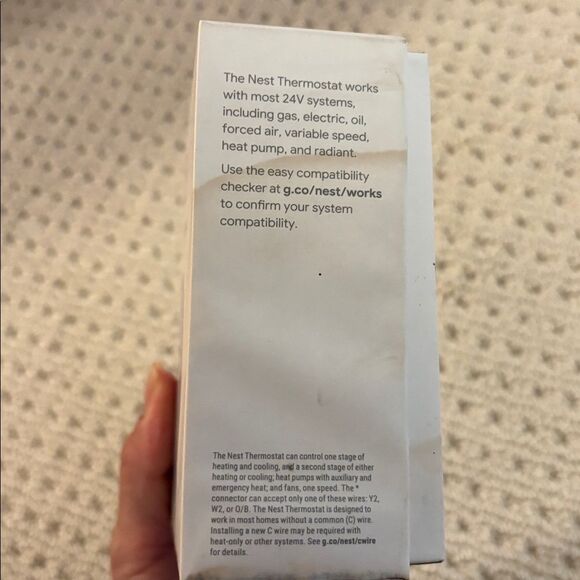 The Nest Thermostat works
with most 24V systems,
including gas, electric, oil,
forced air, variable speed,
heat pump, and radiant.
Use the easy compatibility
checker at g.co/nest/works
to confirm your system
compatibility.
The Nest Thermostat can control one stage of
heating and cooling, and a second stage of either
heating or cooling; heat pumps with auxiliary and
emergency heat; and fans, one speed. The *
connector can accept only one of these wires: Y2,
W2, or O/B. The Nest Thermostat is designed to
work in most homes without a common (C) wire.
Installing a new C wire may be required with
heat-only or other systems. See g.co/nest/cwire
for details.